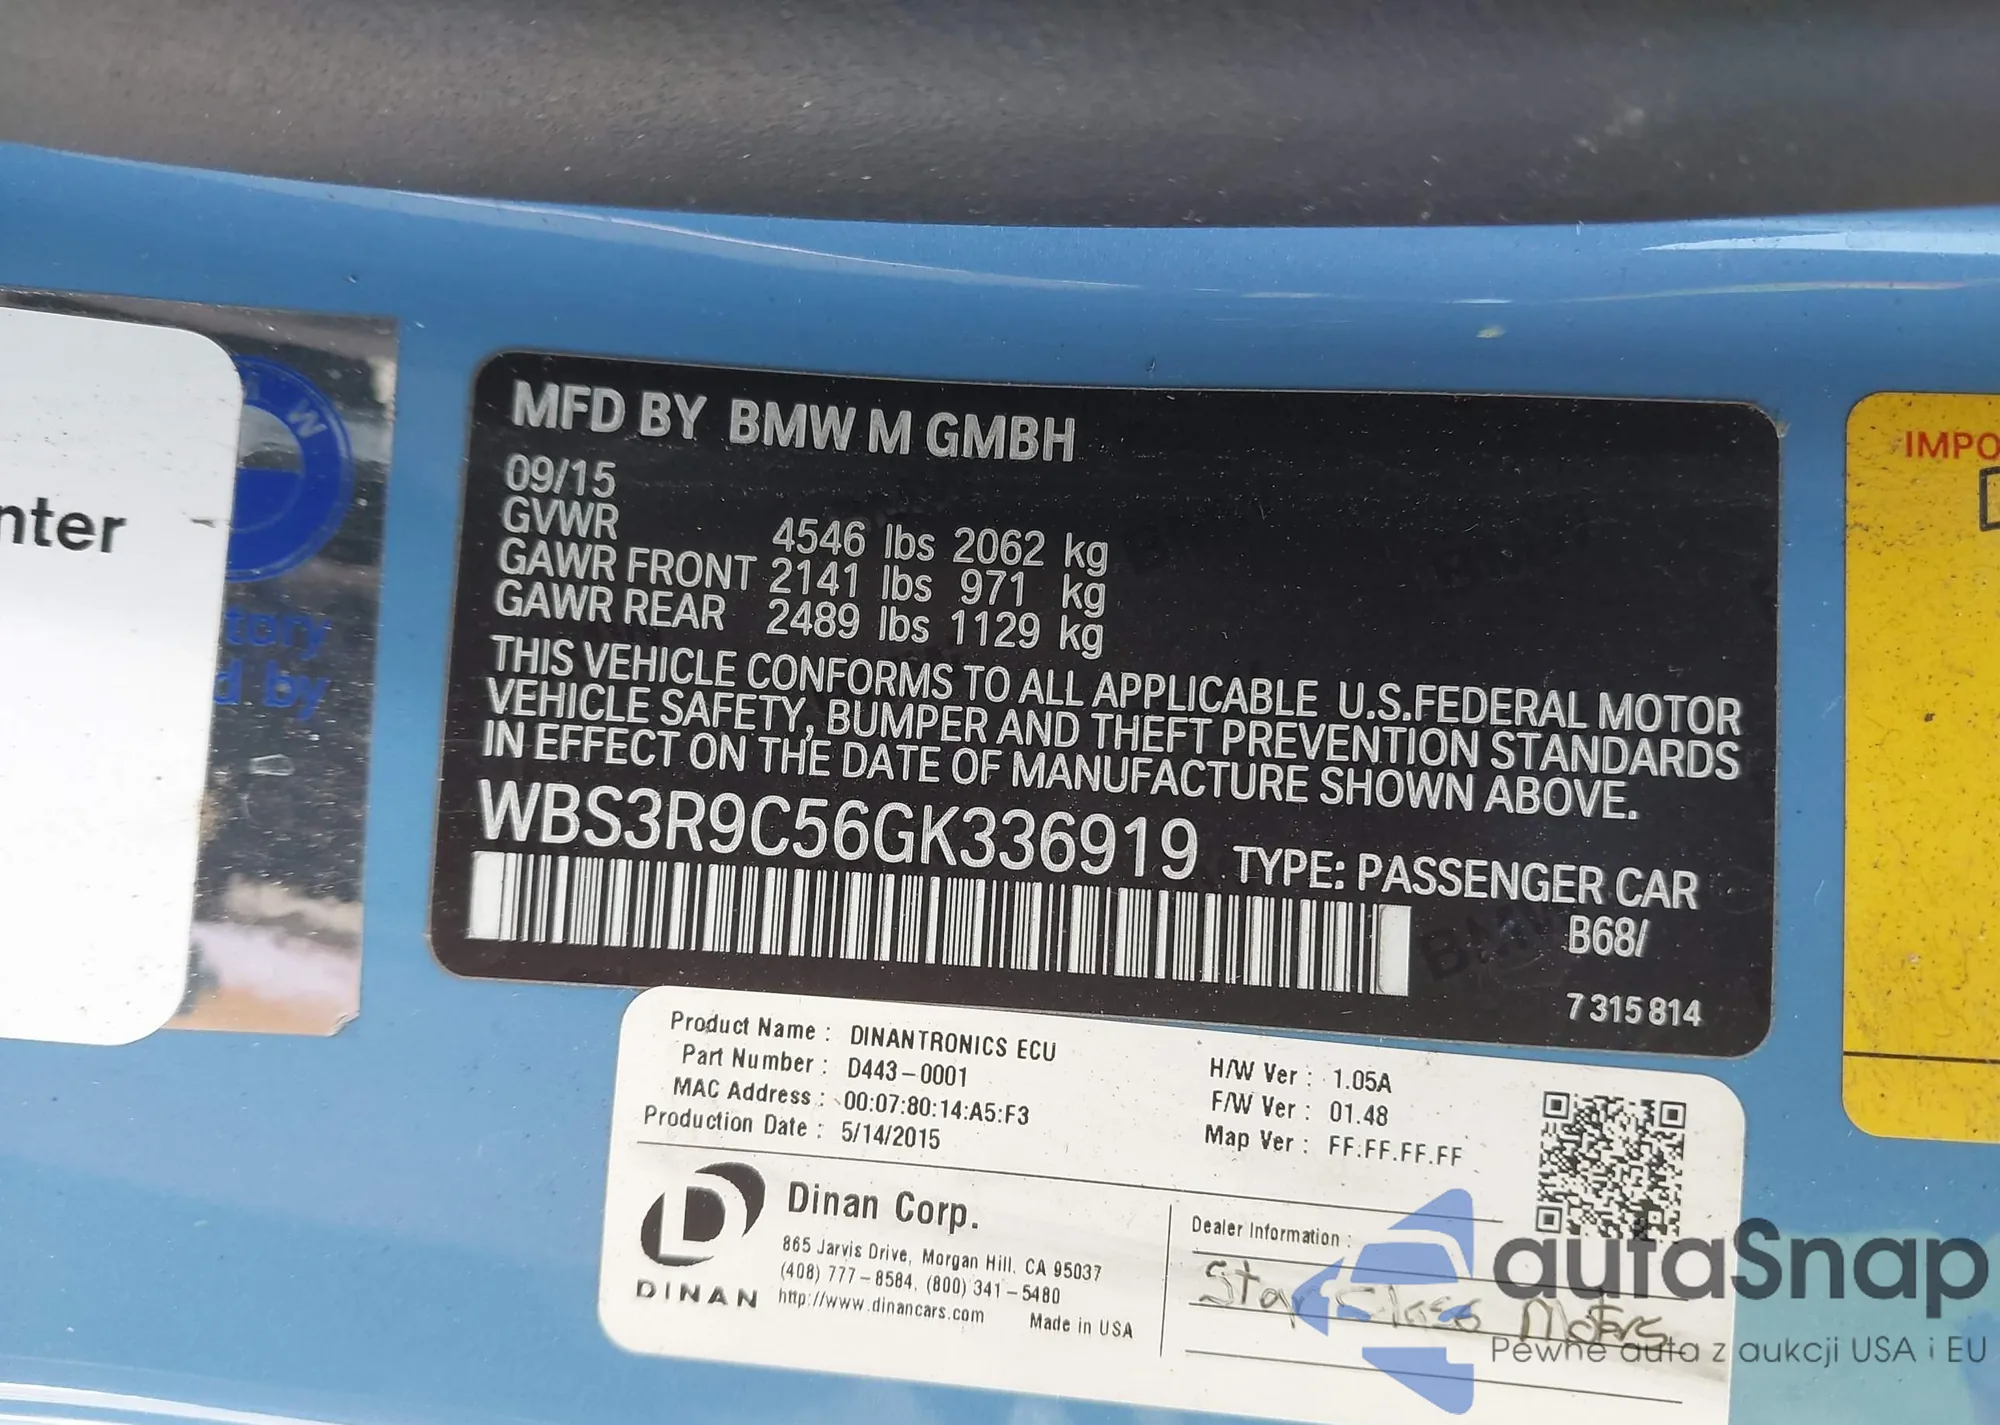 nter
M W
tory
d by
MFD BY BMW M GMBH
09/15
GVWR 4546 lbs 2062 kg
GAWR FRONT 2141 lbs 971 kg
GAWR REAR 2489 lbs 1129 kg
THIS VEHICLE CONFORMS TO ALL APPLICABLE U.S.FEDERAL MOTOR
VEHICLE SAFETY, BUMPER AND THEFT PREVENTION STANDARDS
IN EFFECT ON THE DATE OF MANUFACTURE SHOWN ABOVE.
WBS3R9C56GK336919 TYPE: PASSENGER CAR
B68/
7 315 814
IMPO
Product Name : DINANTRONICS ECU
Part Number : D443-0001
MAC Address : 00:07:80:14:A5:F3
Production Date : 5/14/2015
H/W Ver : 1.05A
F/W Ver : 01.48
Map Ver : FF.FF.FF.FF
DINAN
Dinan Corp.
865 Jarvis Drive, Morgan Hill, CA 95037
(408) 777-8584, (800) 341-5480
http://www.dinancars.com
Made in USA
Dealer Information :
Star Class Motors
autaSnap
Pewne auta z aukcji USA i EU